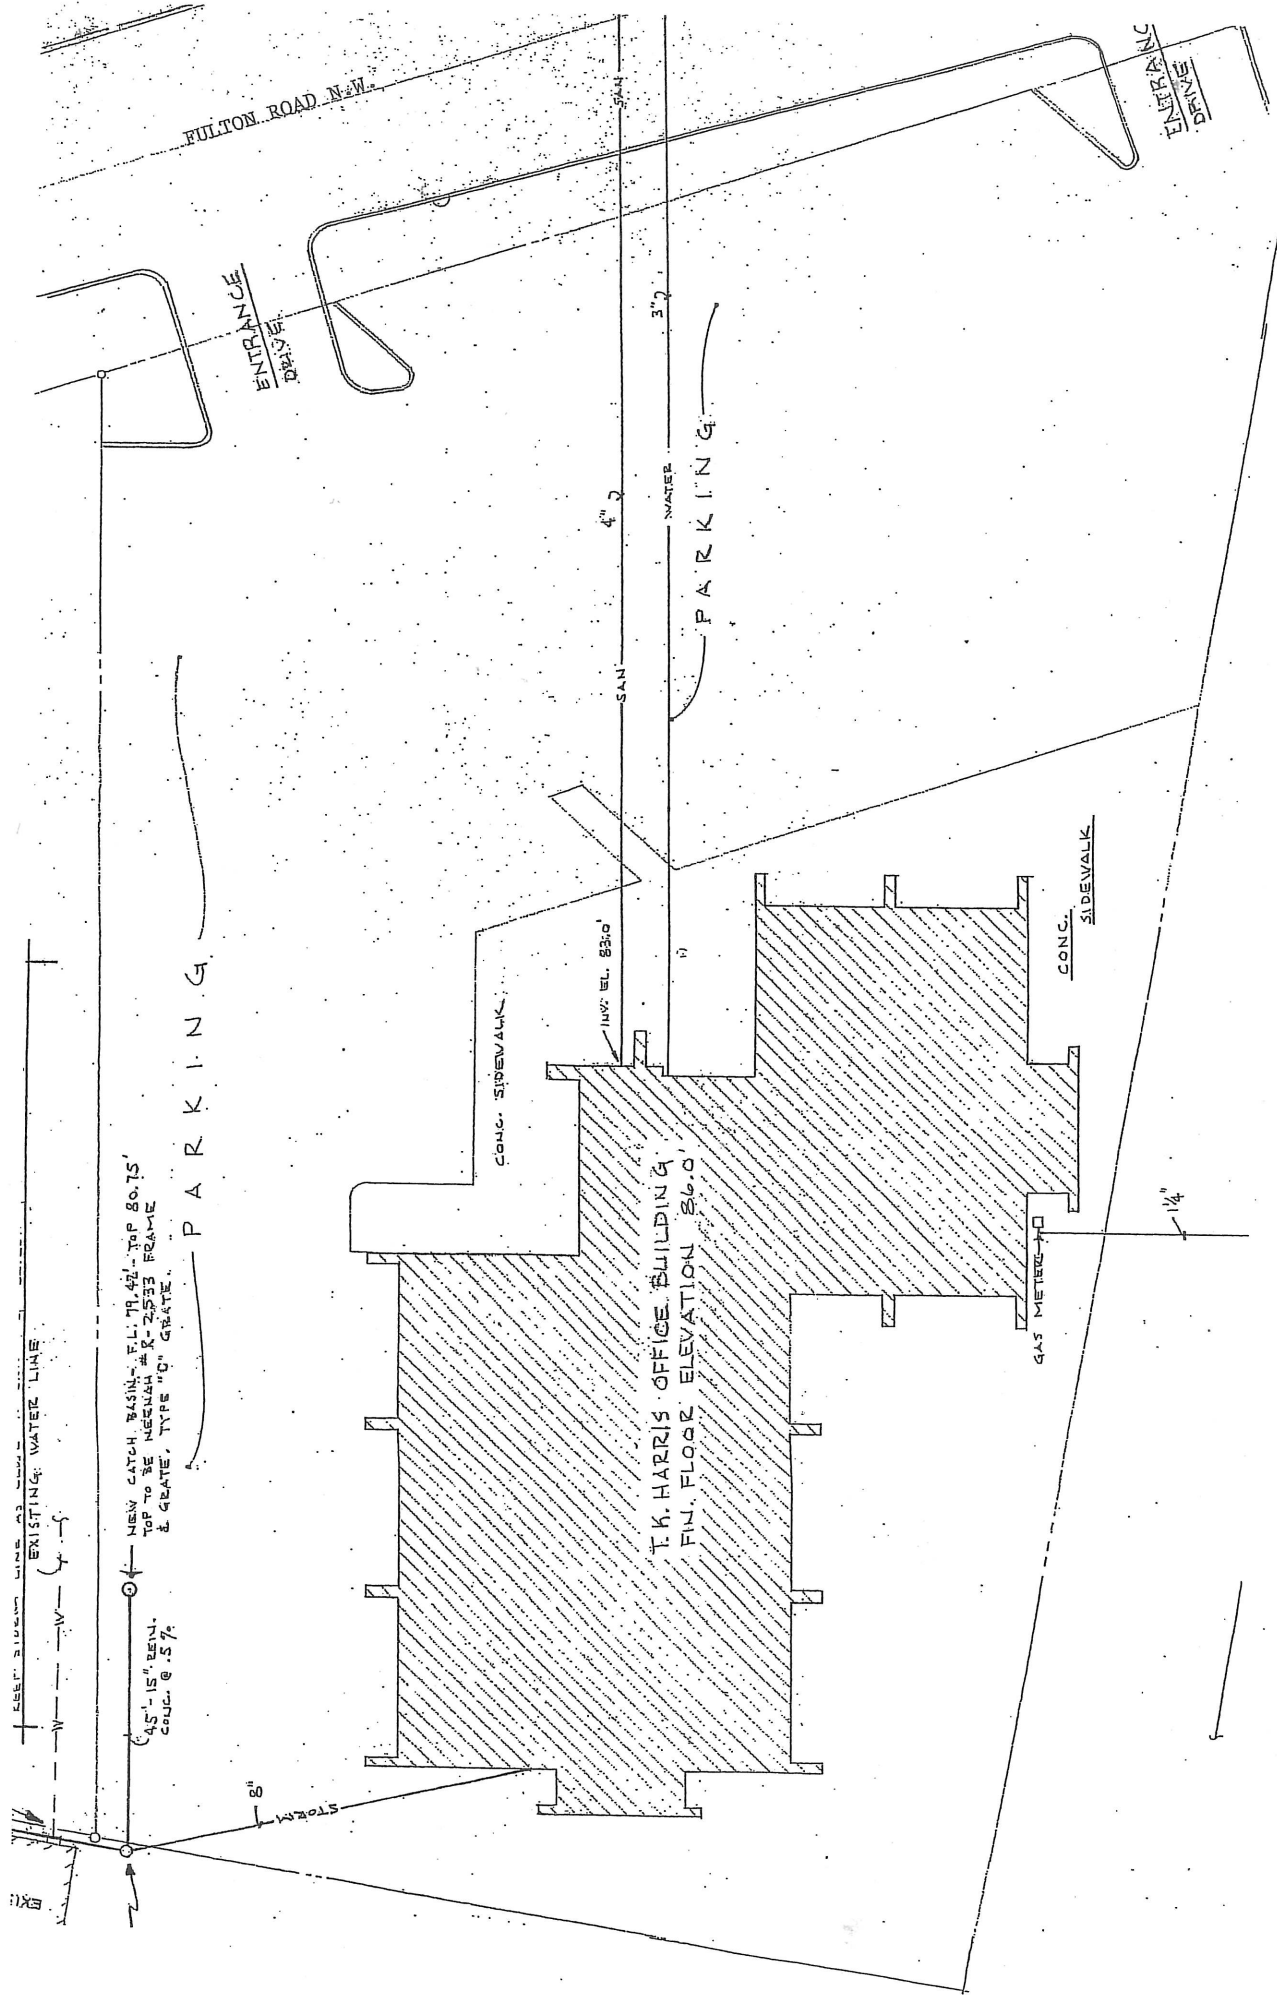 FULTON ROAD N.W.
ENTRANCE
DRIVE
ENTRANC
DRIVE
SAN
3"
4"
WATER
PARKING
SAN
EXISTING WATER LINE
W
W
NEW CATCH BASIN - F.L. 79.42' - TOP 80.75'
TOP TO BE NEENAH # R-2533 FRAME
& GRATE. TYPE "C" GRATE.
PARKING
45'-15" REIN.
CONC. @ .5%
8"
STORM
CONC. SIDEWALK
INV. EL. 83.0'
T.K. HARRIS OFFICE BUILDING
FIN. FLOOR ELEVATION 86.0'
CONC.
SIDEWALK
GAS METER
1¼"